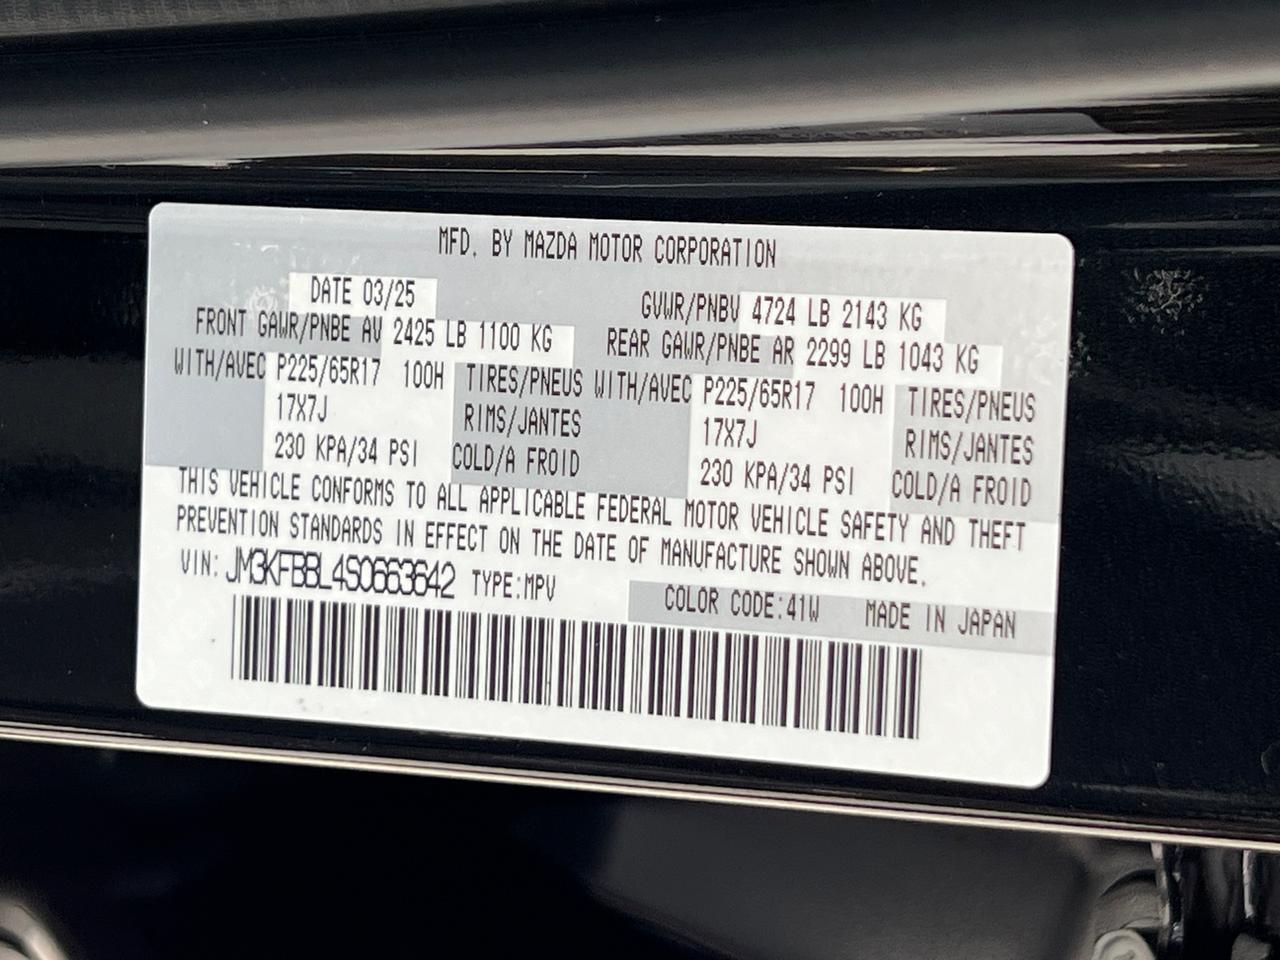 MFD. BY MAZDA MOTOR CORPORATION
DATE 03/25
GVWR/PNBV 4724 LB 2143 KG
FRONT GAWR/PNBE AV 2425 LB 1100 KG
REAR GAWR/PNBE AR 2299 LB 1043 KG
WITH/AVEC P225/65R17 100H TIRES/PNEUS WITH/AVEC P225/65R17 100H TIRES/PNEUS
17X7J RIMS/JANTES 17X7J RIMS/JANTES
230 KPA/34 PSI COLD/A FROID 230 KPA/34 PSI COLD/A FROID
THIS VEHICLE CONFORMS TO ALL APPLICABLE FEDERAL MOTOR VEHICLE SAFETY AND THEFT
PREVENTION STANDARDS IN EFFECT ON THE DATE OF MANUFACTURE SHOWN ABOVE.
VIN: JM3KFBBL4S0663642 TYPE:MPV COLOR CODE:41W MADE IN JAPAN